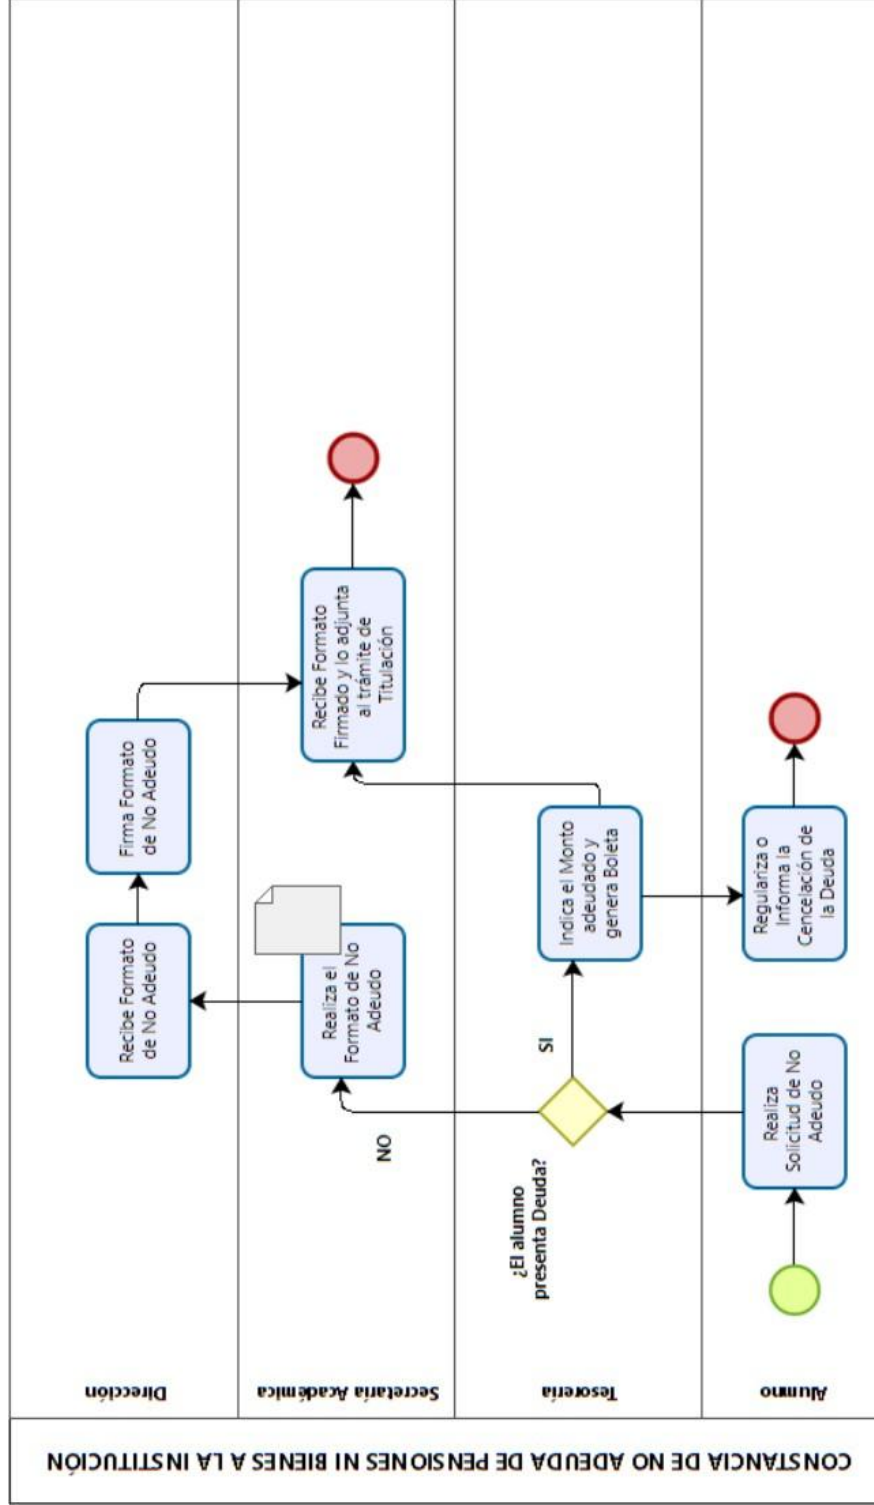 CONSTANCIA DE NO ADEUDA DE PENSIONES NI BIENES A LA INSTITUCIÓN
Dirección
Recibe Formato
de No Adeudo
Firma Formato
de No Adeudo
Secretaría Académica
NO
Realiza el
Formato de No
Adeudo
Recibe Formato
Firmado y lo adjunta
al trámite de
Titulación
Tesorería
¿El alumno
presenta Deuda?
SI
Indica el Monto
adeudado y
genera Boleta
Alumno
Realiza
Solicitud de No
Adeudo
Regulariza o
Informa la
Cencelación de
la Deuda